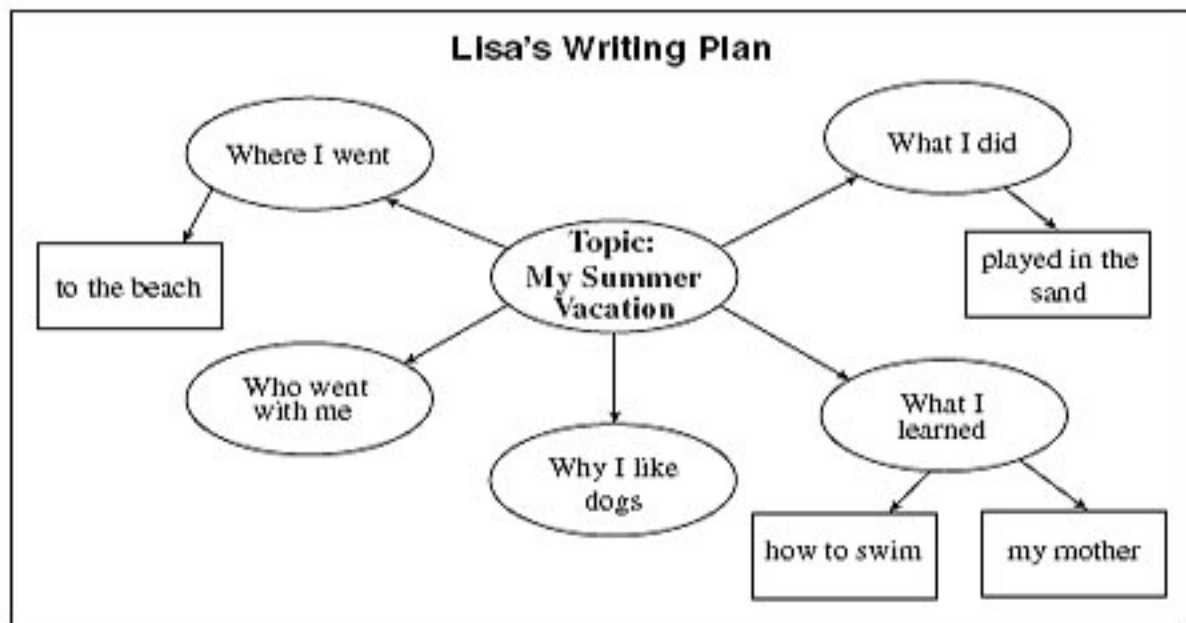 Lisa's Writing Plan
Where I went
What I did
to the beach
Topic:
My Summer
Vacation
played in the
sand
Who went
with me
Why I like
dogs
What I
learned
how to swim
my mother